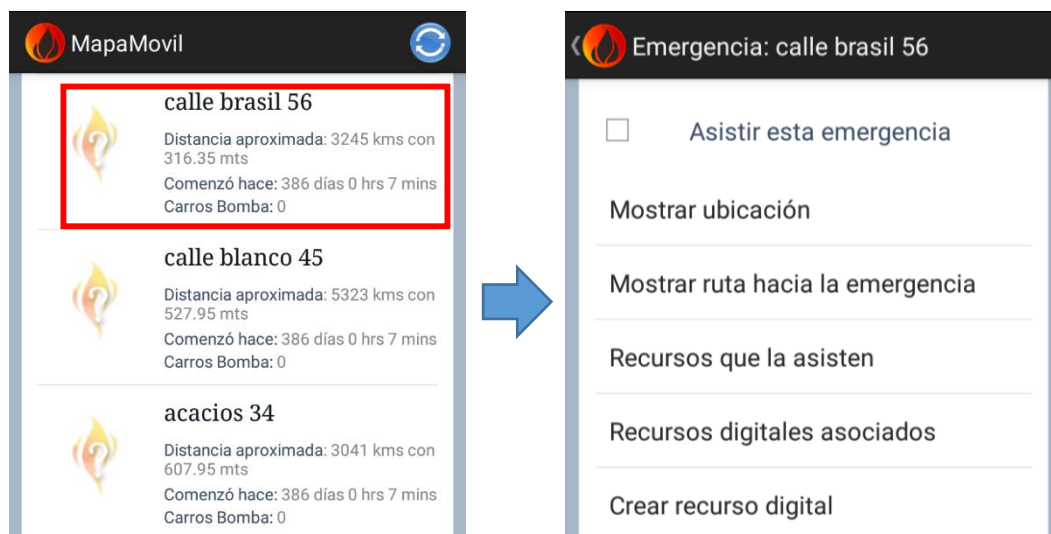 MapaMovil
calle brasil 56
Distancia aproximada: 3245 kms con
316.35 mts
Comenzó hace: 386 días 0 hrs 7 mins
Carros Bomba: 0
calle blanco 45
Distancia aproximada: 5323 kms con
527.95 mts
Comenzó hace: 386 días 0 hrs 7 mins
Carros Bomba: 0
acacios 34
Distancia aproximada: 3041 kms con
607.95 mts
Comenzó hace: 386 días 0 hrs 7 mins
Carros Bomba: 0
Emergencia: calle brasil 56
Asistir esta emergencia
Mostrar ubicación
Mostrar ruta hacia la emergencia
Recursos que la asisten
Recursos digitales asociados
Crear recurso digital